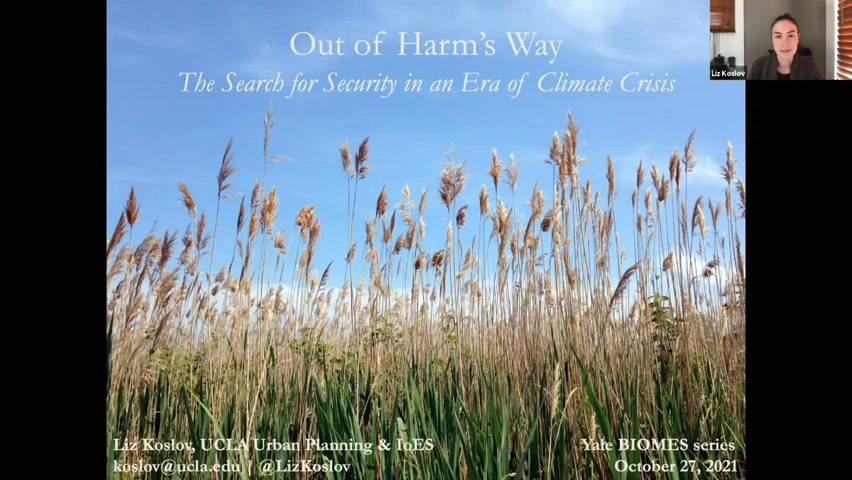 Out of Harm's Way
The Search for Security in an Era of Climate Crisis
Liz Koslov
Liz Koslov, UCLA Urban Planning & IoES
koslov@ucla.edu | @LizKoslov
Yale BIOMES series
October 27, 2021